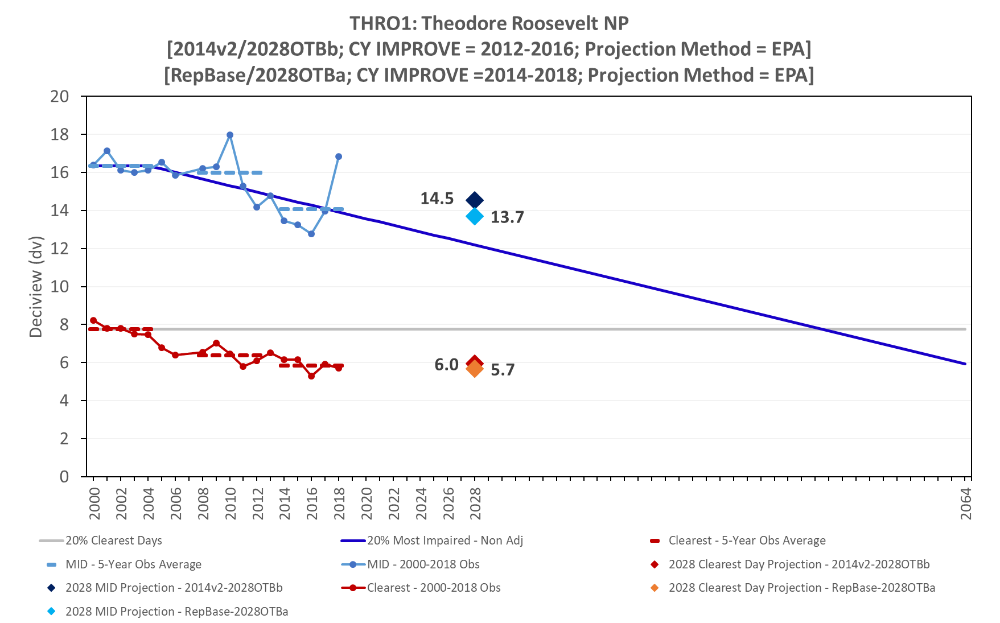 THRO1: Theodore Roosevelt NP
[2014v2/2028OTBb; CY IMPROVE = 2012-2016; Projection Method = EPA]
[RepBase/2028OTBa; CY IMPROVE =2014-2018; Projection Method = EPA]
20
18
16
14
12
10
8
6
4
2
0
Deciview (dv)
14.5
13.7
6.0
5.7
2000
2002
2004
2006
2008
2010
2012
2014
2016
2018
2020
2022
2024
2026
2028
2064
20% Clearest Days
20% Most Impaired - Non Adj
Clearest - 5-Year Obs Average
MID - 5-Year Obs Average
MID - 2000-2018 Obs
2028 Clearest Day Projection - 2014v2-2028OTBb
2028 MID Projection - 2014v2-2028OTBb
Clearest - 2000-2018 Obs
2028 Clearest Day Projection - RepBase-2028OTBa
2028 MID Projection - RepBase-2028OTBa